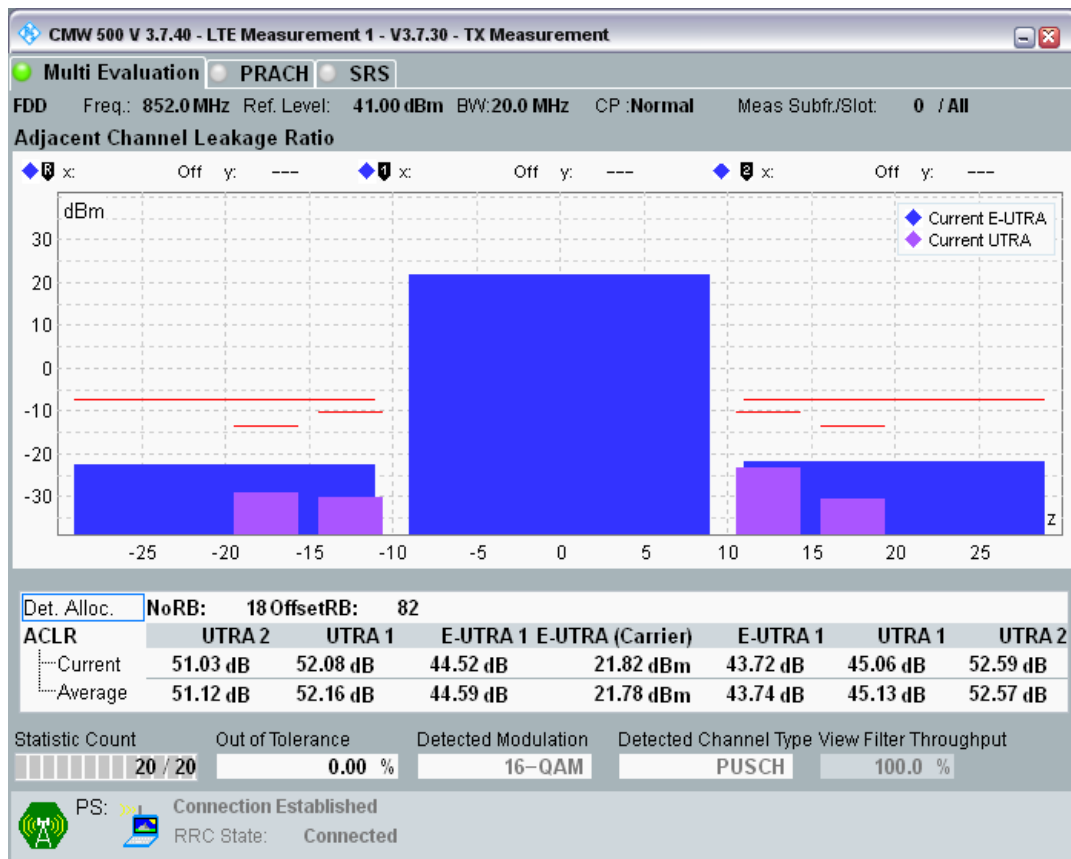 CMW 500 V 3.7.40 - LTE Measurement 1 - V3.7.30 - TX Measurement
Multi Evaluation PRACH SRS
FDD Freq.: 852.0 MHz Ref. Level: 41.00 dBm BW: 20.0 MHz CP : Normal Meas Subfr./Slot: 0 / All
Adjacent Channel Leakage Ratio
R x: Off y: --- 1 x: Off y: --- 2 x: Off y: ---
dBm
Current E-UTRA
Current UTRA
30
20
10
0
-10
-20
-30
z
-25 -20 -15 -10 -5 0 5 10 15 20 25
Det. Alloc. NoRB: 18 OffsetRB: 82
ACLR UTRA 2 UTRA 1 E-UTRA 1 E-UTRA (Carrier) E-UTRA 1 UTRA 1 UTRA 2
Current 51.03 dB 52.08 dB 44.52 dB 21.82 dBm 43.72 dB 45.06 dB 52.59 dB
Average 51.12 dB 52.16 dB 44.59 dB 21.78 dBm 43.74 dB 45.13 dB 52.57 dB
Statistic Count Out of Tolerance Detected Modulation Detected Channel Type View Filter Throughput
20 / 20 0.00 % 16-QAM PUSCH 100.0 %
PS: Connection Established
RRC State: Connected